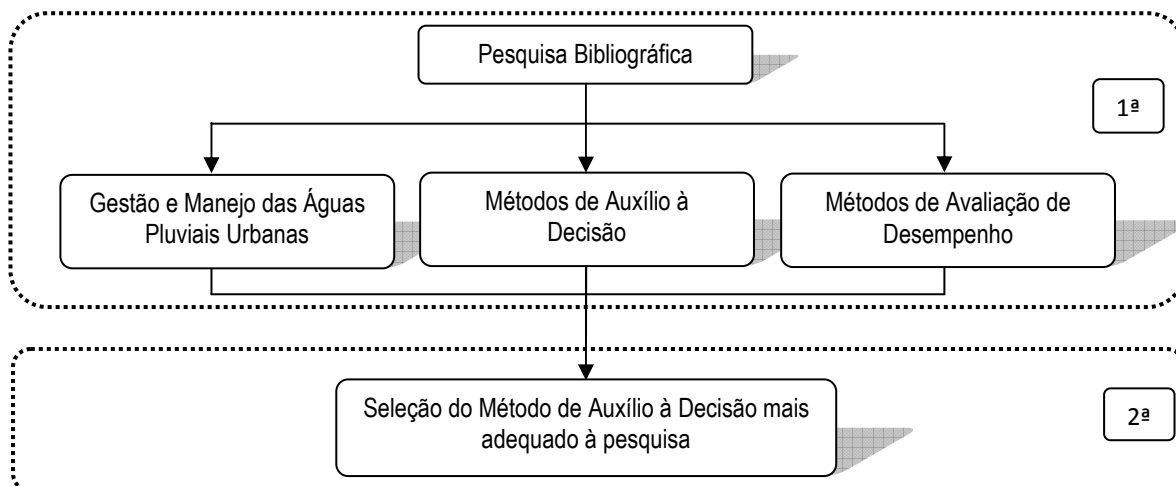 Pesquisa Bibliográfica
1ª
Gestão e Manejo das Águas
Pluviais Urbanas
Métodos de Auxílio à
Decisão
Métodos de Avaliação de
Desempenho
Seleção do Método de Auxílio à Decisão mais
adequado à pesquisa
2ª